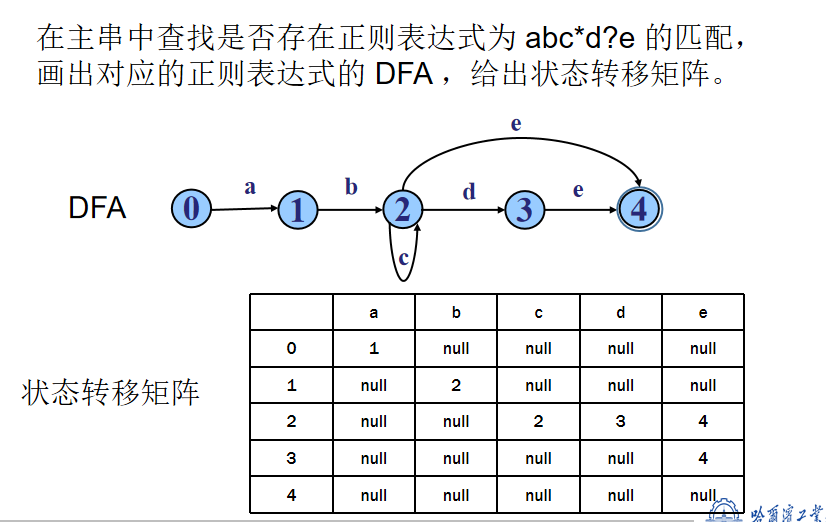 在主串中查找是否存在正则表达式为 abc*d?e 的匹配，
画出对应的正则表达式的 DFA ，给出状态转移矩阵。
e
DFA 0 a 1 b 2 d 3 e 4
c
状态转移矩阵
a b c d e
0 1 null null null null
1 null 2 null null null
2 null null 2 3 4
3 null null null null 4
4 null null null null null
哈爾濱工業